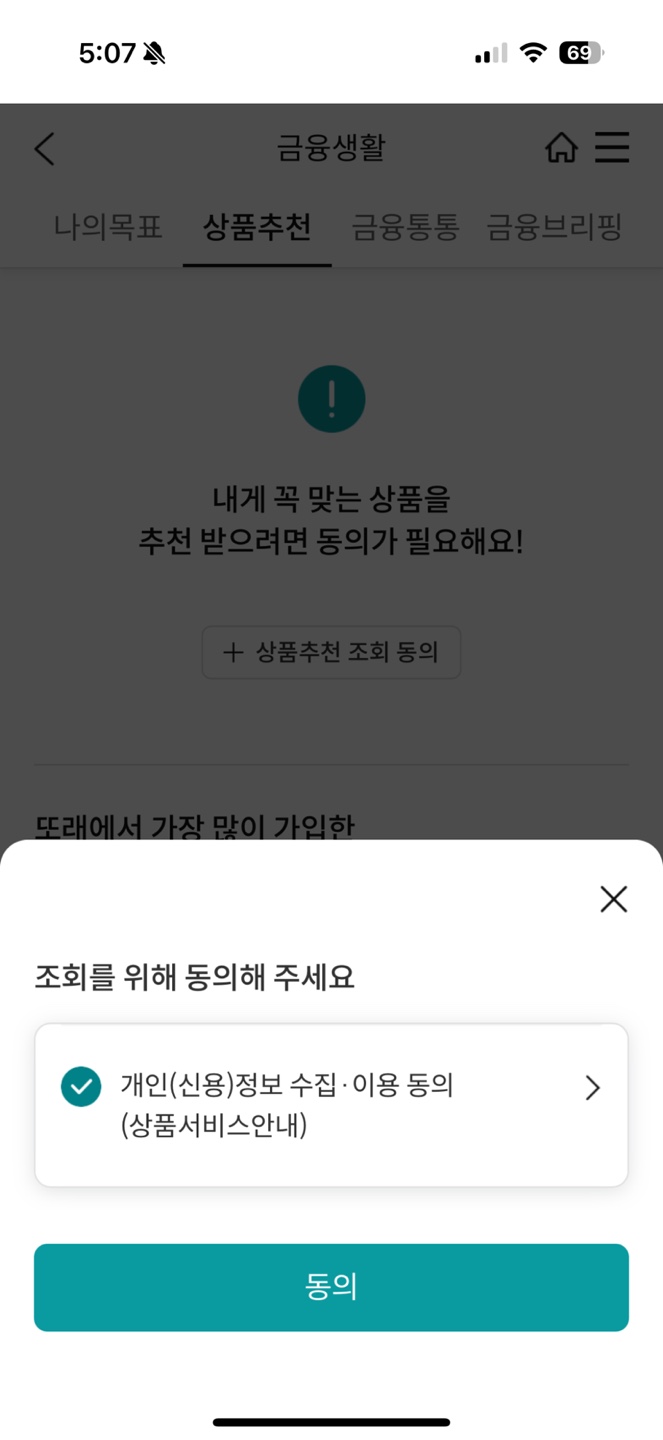 5:07
69
금융생활
나의목표 상품추천 금융통통 금융브리핑
내게 꼭 맞는 상품을
추천 받으려면 동의가 필요해요!
+ 상품추천 조회 동의
또래에서 가장 많이 가입한
조회를 위해 동의해 주세요
개인(신용)정보 수집·이용 동의
(상품서비스안내)
동의